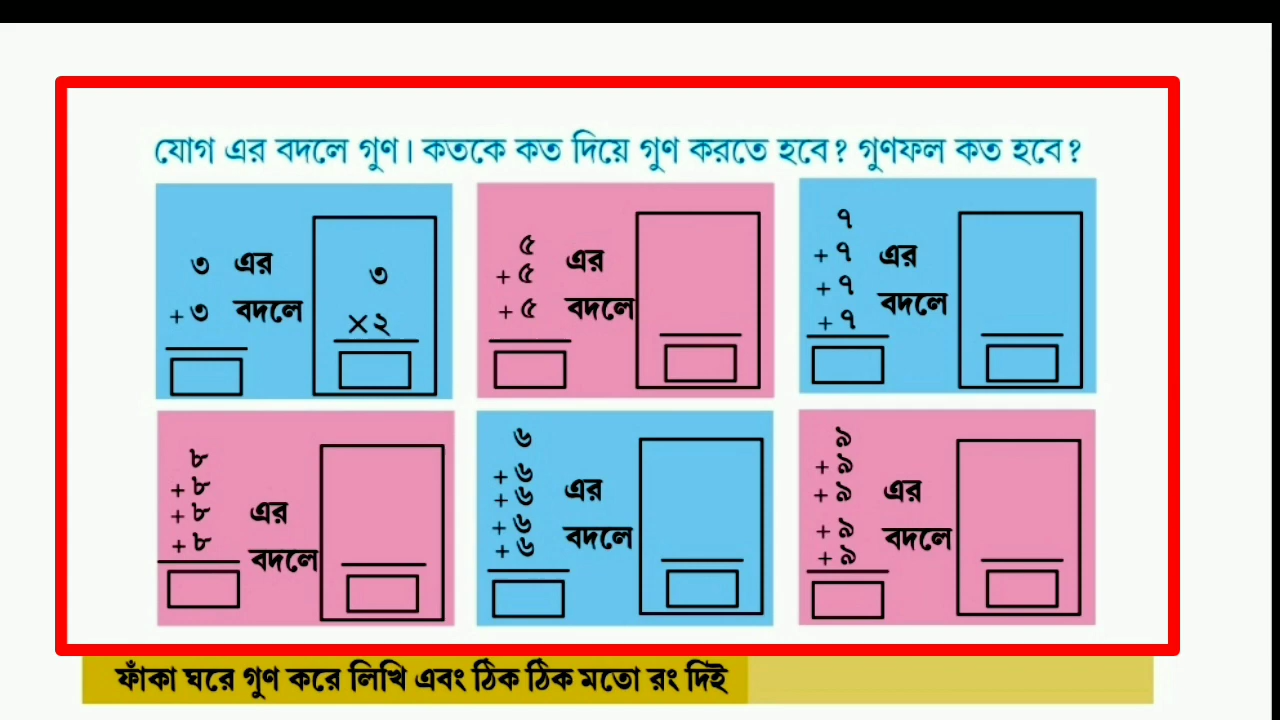 যোগ এর বদলে গুণ। কতকে কত দিয়ে গুণ করতে হবে? গুণফল কত হবে?
৩
+ ৩
এর
বদলে
৩
×২
৫
+ ৫
+ ৫
এর
বদলে
৭
+ ৭
+ ৭
+ ৭
এর
বদলে
৮
+ ৮
+ ৮
+ ৮
এর
বদলে
৬
+ ৬
+ ৬
+ ৬
+ ৬
এর
বদলে
৯
+ ৯
+ ৯
+ ৯
+ ৯
এর
বদলে
ফাঁকা ঘরে গুণ করে লিখি এবং ঠিক ঠিক মতো রং দিই